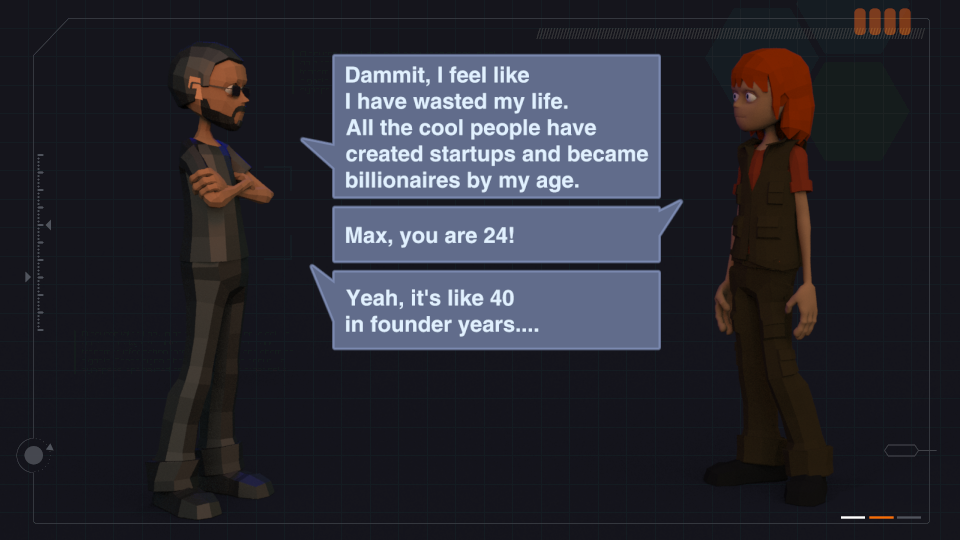 Dammit, I feel like
I have wasted my life.
All the cool people have
created startups and became
billionaires by my age.
Max, you are 24!
Yeah, it's like 40
in founder years....